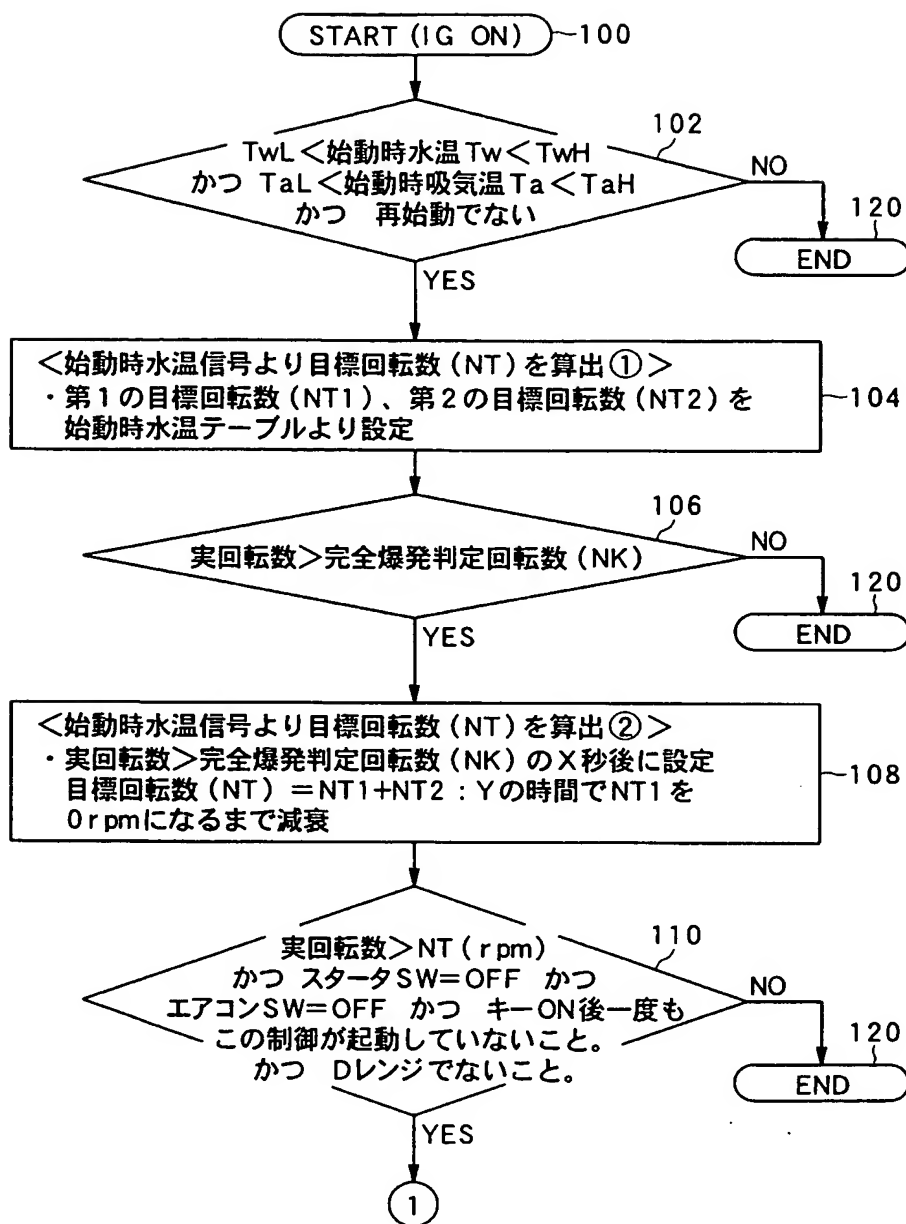 START (IG ON)
100
102
TwL＜始動時水温Tw＜TwH
かつ TaL＜始動時吸気温Ta＜TaH
かつ 再始動でない
NO
120
END
YES
＜始動時水温信号より目標回転数(NT)を算出①＞
・第1の目標回転数(NT1)、第2の目標回転数(NT2)を
始動時水温テーブルより設定
104
106
実回転数＞完全爆発判定回転数(NK)
NO
120
END
YES
＜始動時水温信号より目標回転数(NT)を算出②＞
・実回転数＞完全爆発判定回転数(NK)のX秒後に設定
目標回転数(NT)＝NT1+NT2：Yの時間でNT1を
0rpmになるまで減衰
108
110
実回転数＞NT(rpm)
かつ スタータSW=OFF かつ
エアコンSW=OFF かつ キーON後一度も
この制御が起動していないこと。
かつ Dレンジでないこと。
NO
120
END
YES
1